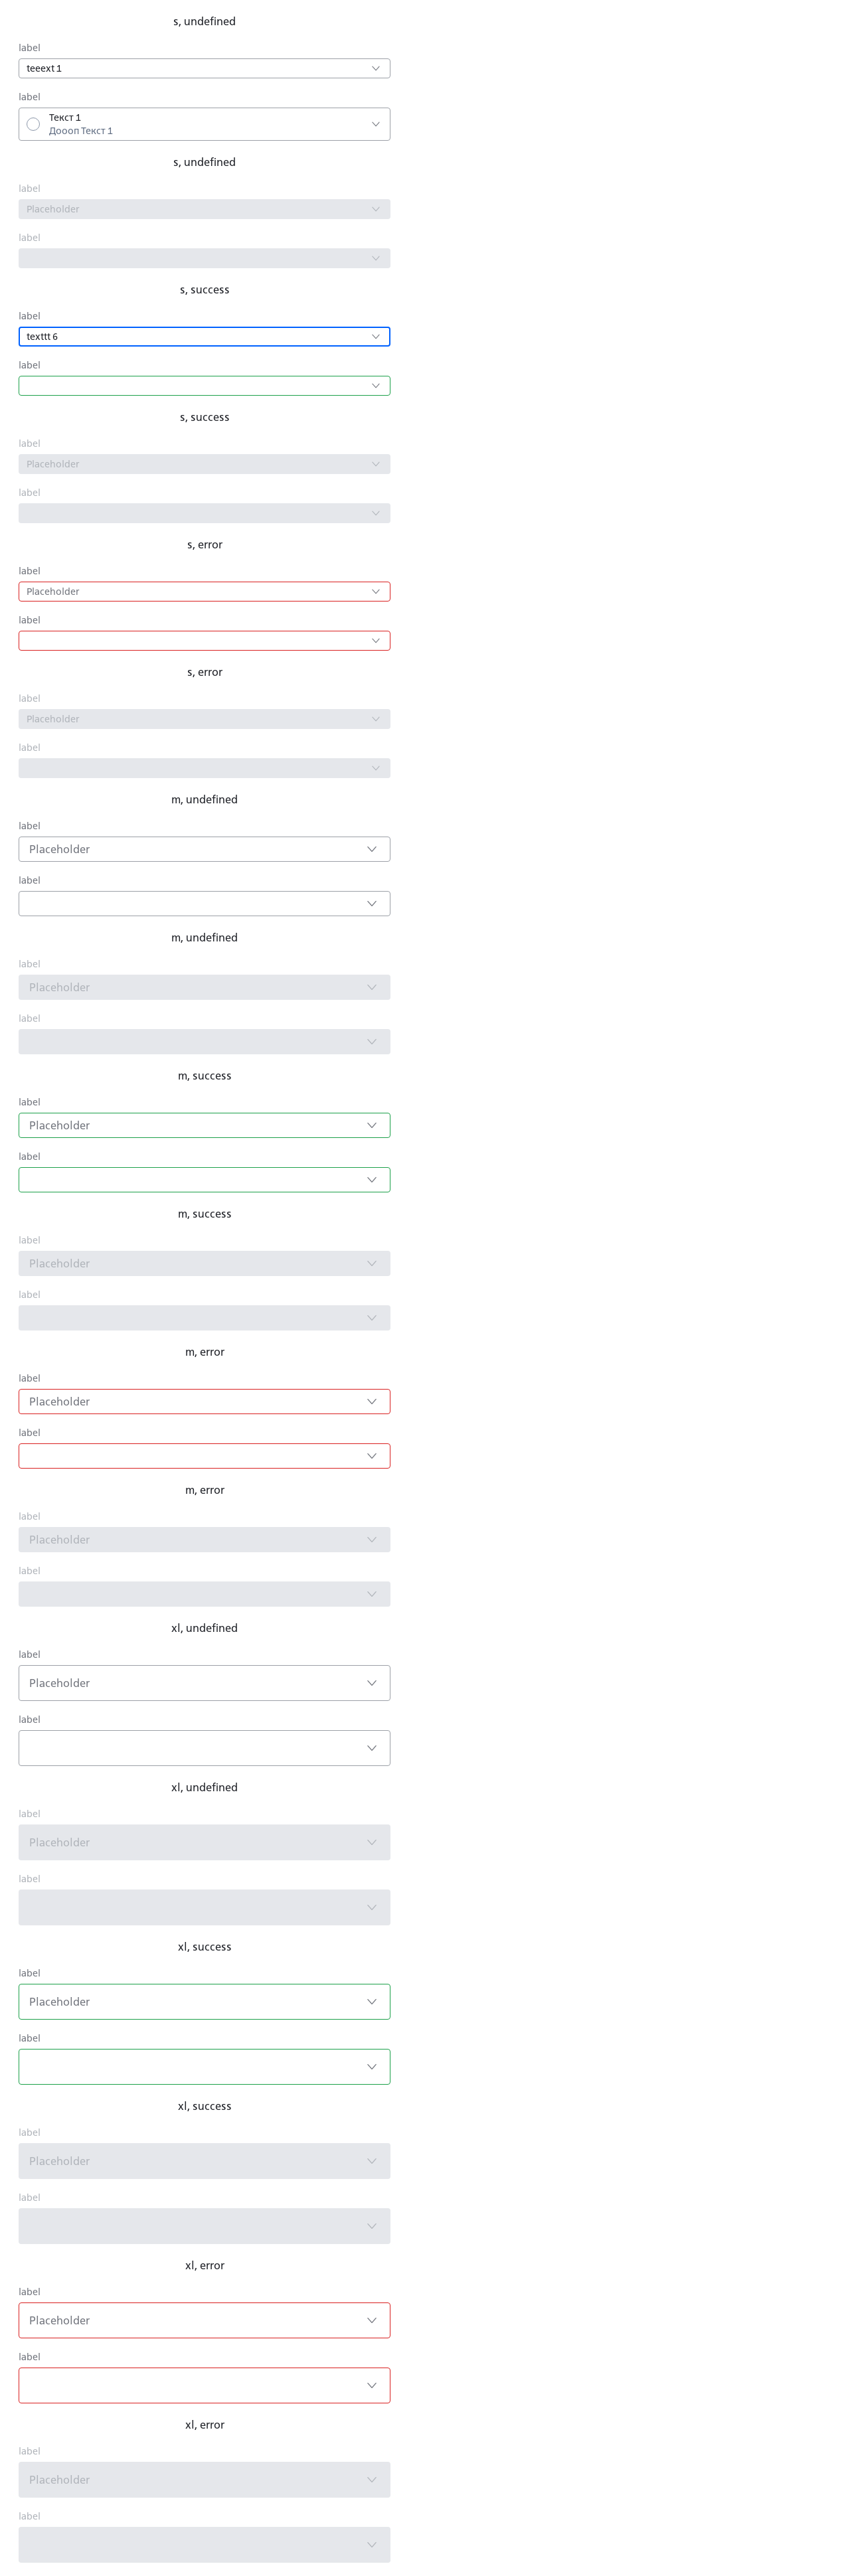 s, undefined
label
teeext 1
label
Текст 1
Дооoп Текст 1
s, undefined
label
Placeholder
label
s, success
label
texttt 6
label
s, success
label
Placeholder
label
s, error
label
Placeholder
label
s, error
label
Placeholder
label
m, undefined
label
Placeholder
label
m, undefined
label
Placeholder
label
m, success
label
Placeholder
label
m, success
label
Placeholder
label
m, error
label
Placeholder
label
m, error
label
Placeholder
label
xl, undefined
label
Placeholder
label
xl, undefined
label
Placeholder
label
xl, success
label
Placeholder
label
xl, success
label
Placeholder
label
xl, error
label
Placeholder
label
xl, error
label
Placeholder
label